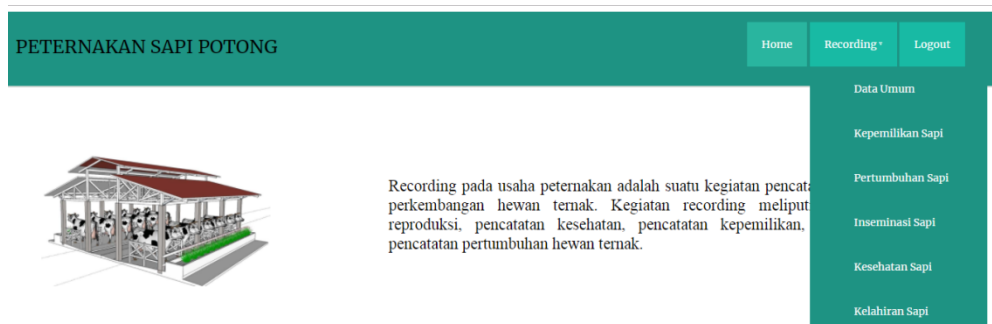 PETERNAKAN SAPI POTONG
Home Recording Logout
Data Umum
Kepemilikan Sapi
Pertumbuhan Sapi
Inseminasi Sapi
Kesehatan Sapi
Kelahiran Sapi
Recording pada usaha peternakan adalah suatu kegiatan
perkembangan hewan ternak. Kegiatan recording
reproduksi, pencatatan kesehatan, pencatatan kepemilikan,
pencatatan pertumbuhan hewan ternak.